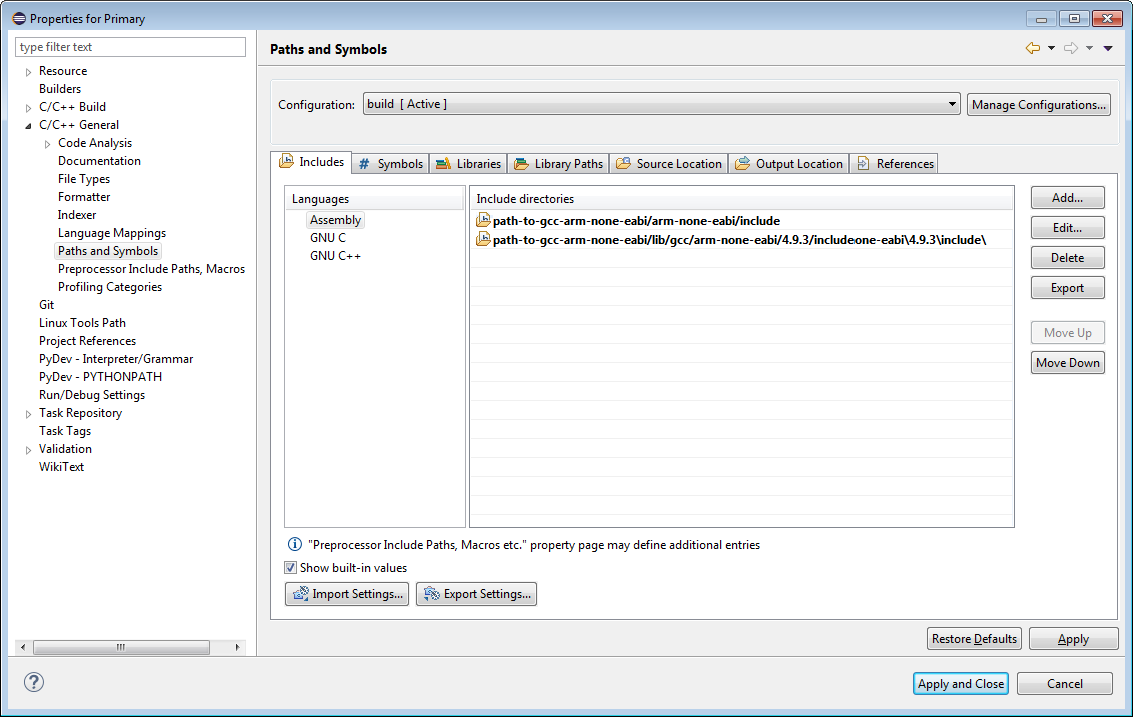 Properties for Primary
type filter text
Resource
Builders
C/C++ Build
C/C++ General
Code Analysis
Documentation
File Types
Formatter
Indexer
Language Mappings
Paths and Symbols
Preprocessor Include Paths, Macros
Profiling Categories
Git
Linux Tools Path
Project References
PyDev - Interpreter/Grammar
PyDev - PYTHONPATH
Run/Debug Settings
Task Repository
Task Tags
Validation
WikiText
Paths and Symbols
Configuration: build [ Active ] Manage Configurations...
Includes # Symbols Libraries Library Paths Source Location Output Location References
Languages
Assembly
GNU C
GNU C++
Include directories
path-to-gcc-arm-none-eabi/arm-none-eabi/include
path-to-gcc-arm-none-eabi/lib/gcc/arm-none-eabi/4.9.3/includeone-eabi\4.9.3\include\
Add...
Edit...
Delete
Export
Move Up
Move Down
"Preprocessor Include Paths, Macros etc." property page may define additional entries
Show built-in values
Import Settings... Export Settings...
Restore Defaults Apply
? Apply and Close Cancel